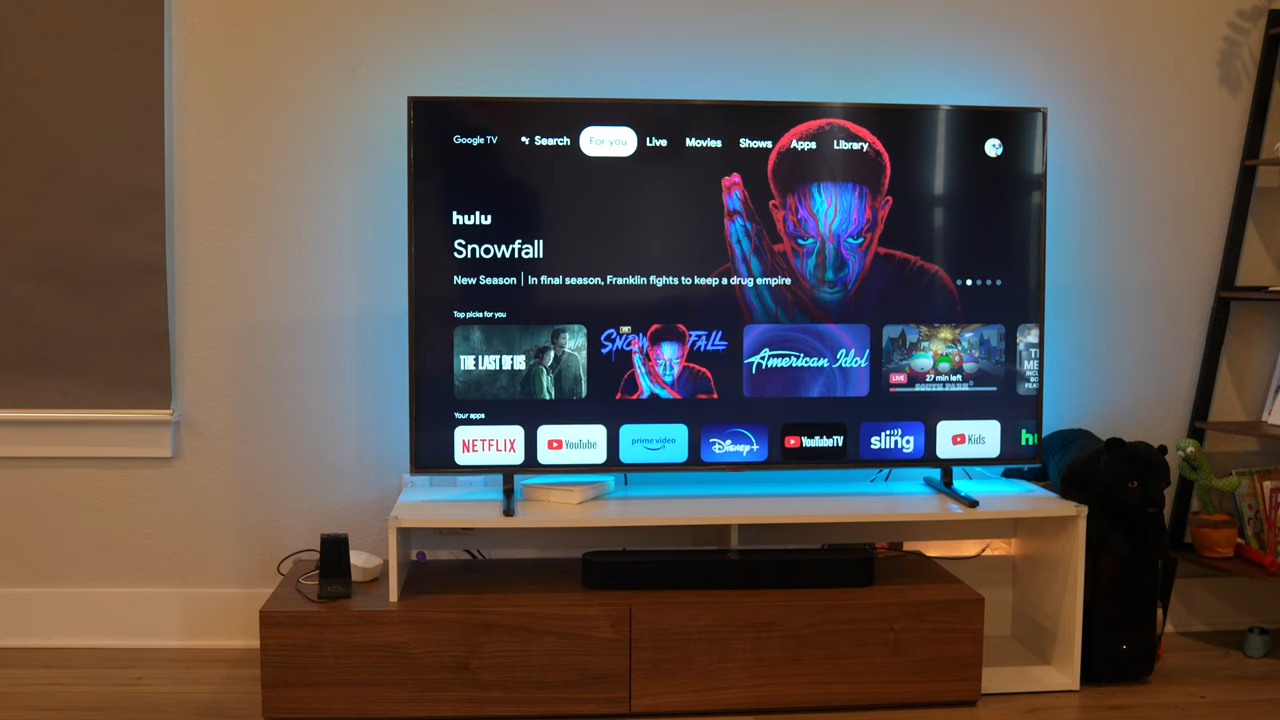 Google TV Search For you Live Movies Shows Apps Library
hulu
Snowfall
New Season | In final season, Franklin fights to keep a drug empire
Top picks for you
THE LAST OF US
SNOWFALL
American Idol
LIVE 27 min left
SOUTH PARK
Your apps
NETFLIX YouTube prime video Disney+ YouTubeTV sling Kids